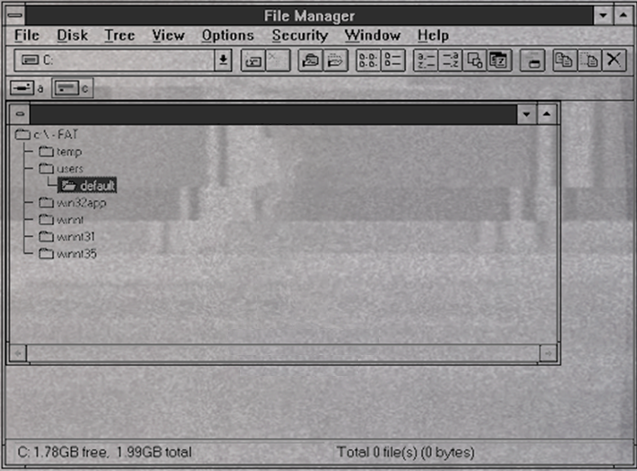 File Manager
File Disk Tree View Options Security Window Help
C:
a c
c:\ - FAT
temp
users
default
win32app
winnt
winnt31
winnt35
C: 1.78GB free, 1.99GB total Total 0 file(s) (0 bytes)